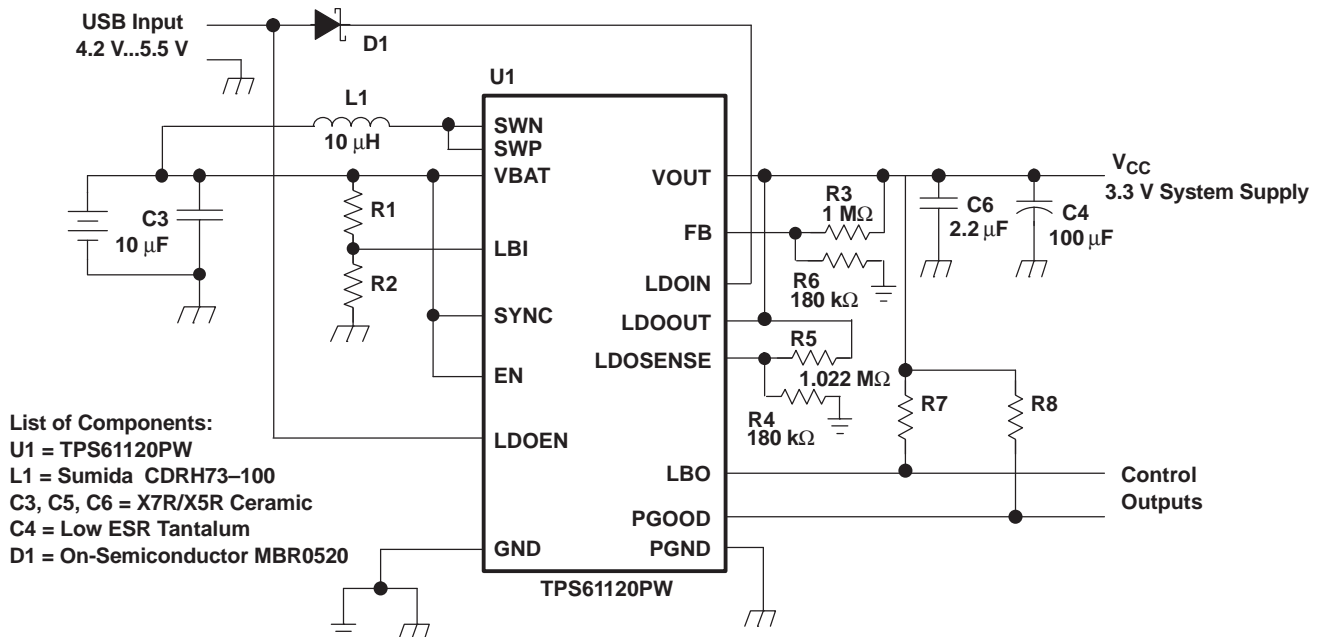 USB Input
4.2 V...5.5 V
D1
U1
L1
10 μH
SWN
SWP
VBAT
VOUT
VCC
3.3 V System Supply
C3
10 μF
R1
R2
LBI
FB
R3
1 MΩ
C6
2.2 μF
C4
100 μF
LDOIN
R6
180 kΩ
SYNC
LDOOUT
R5
1.022 MΩ
LDOSENSE
EN
R4
180 kΩ
R7
R8
LDOEN
LBO
Control
Outputs
PGOOD
GND
PGND
TPS61120PW
List of Components:
U1 = TPS61120PW
L1 = Sumida CDRH73–100
C3, C5, C6 = X7R/X5R Ceramic
C4 = Low ESR Tantalum
D1 = On-Semiconductor MBR0520